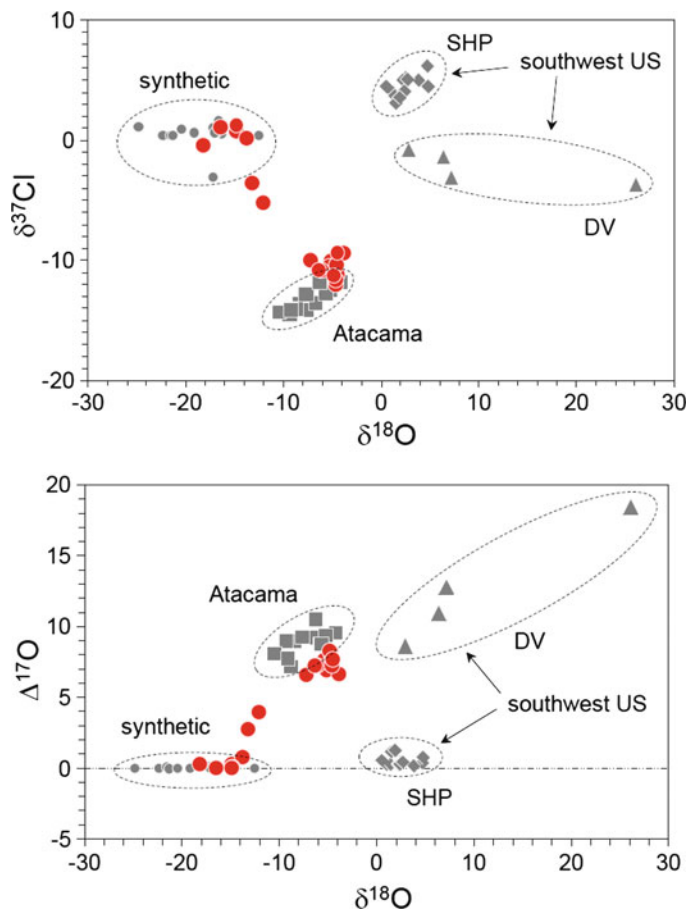 10
SHP
synthetic
southwest US
0
δ³⁷Cl
DV
-10
Atacama
-20
-30 -20 -10 0 10 20 30
δ¹⁸O
20
15
Atacama
10
DV
Δ¹⁷O
5
southwest US
synthetic
0
SHP
-5
-30 -20 -10 0 10 20 30
δ¹⁸O